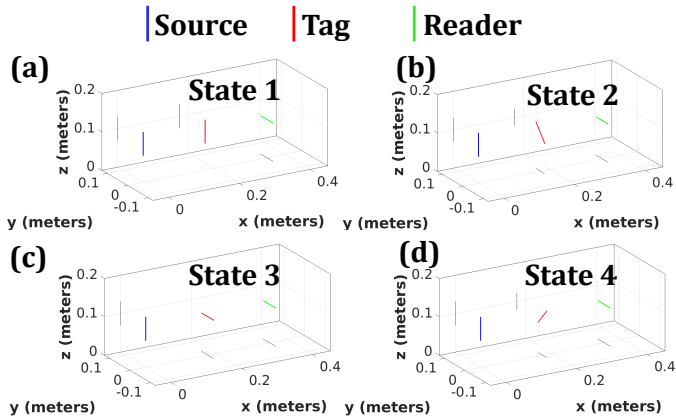 Source Tag Reader
(a) State 1
0.2
0.1
0
z (meters)
0.1
0
-0.1
y (meters)
0
0.2
0.4
x (meters)
(b) State 2
0.2
0.1
0
z (meters)
0.1
0
-0.1
y (meters)
0
0.2
0.4
x (meters)
(c) State 3
0.2
0.1
0
z (meters)
0.1
0
-0.1
y (meters)
0
0.2
0.4
x (meters)
(d) State 4
0.2
0.1
0
z (meters)
0.1
0
-0.1
y (meters)
0
0.2
0.4
x (meters)